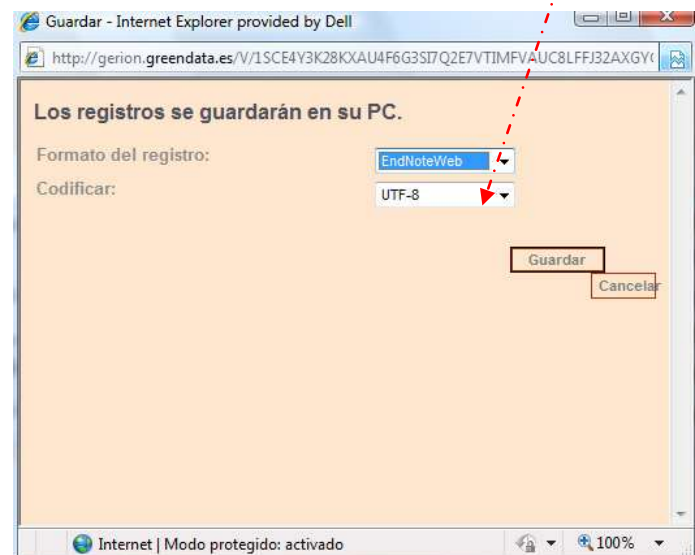 Guardar - Internet Explorer provided by Dell
http://gerion.greendata.es/V/1SCE4Y3K28KXAU4F6G3SI7Q2E7VTIMFVAUC8LFFJ32AXGY
Los registros se guardarán en su PC.
Formato del registro: EndNoteWeb
Codificar: UTF-8
Guardar
Cancelar
Internet | Modo protegido: activado 100%